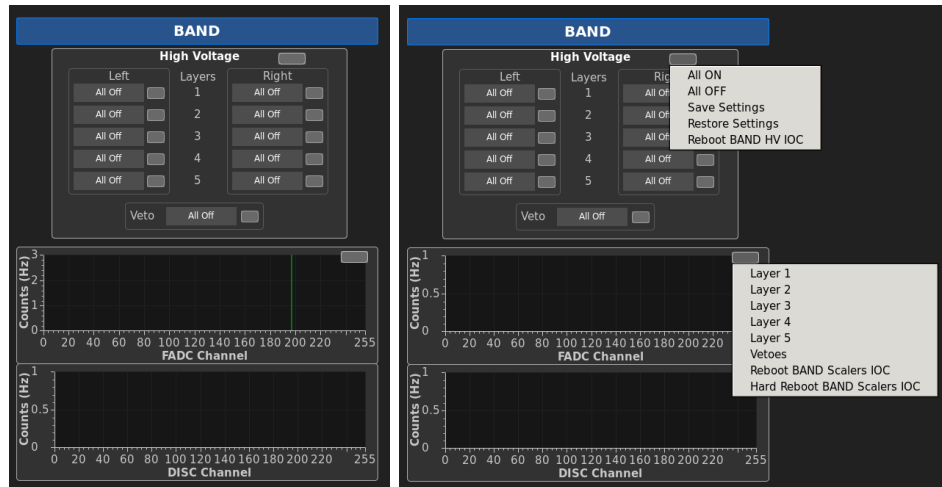 BAND
High Voltage
Left Layers Right
All Off 1 All Off
All Off 2 All Off
All Off 3 All Off
All Off 4 All Off
All Off 5 All Off
Veto All Off
Counts (Hz)
3
2
1
0
0 20 40 60 80 100 120 140 160 180 200 220 255
FADC Channel
Counts (Hz)
1
0.5
0
0 20 40 60 80 100 120 140 160 180 200 220 255
DISC Channel
BAND
High Voltage
Left Layers Rig
All Off 1 All Of
All Off 2 All Of
All Off 3 All Of
All Off 4 All Off
All Off 5 All Off
Veto All Off
All ON
All OFF
Save Settings
Restore Settings
Reboot BAND HV IOC
Counts (Hz)
1
0.5
0
0 20 40 60 80 100 120 140 160 180 200 220
FADC Channel
Layer 1
Layer 2
Layer 3
Layer 4
Layer 5
Vetoes
Reboot BAND Scalers IOC
Hard Reboot BAND Scalers IOC
Counts (Hz)
1
0.5
0
0 20 40 60 80 100 120 140 160 180 200 220 255
DISC Channel